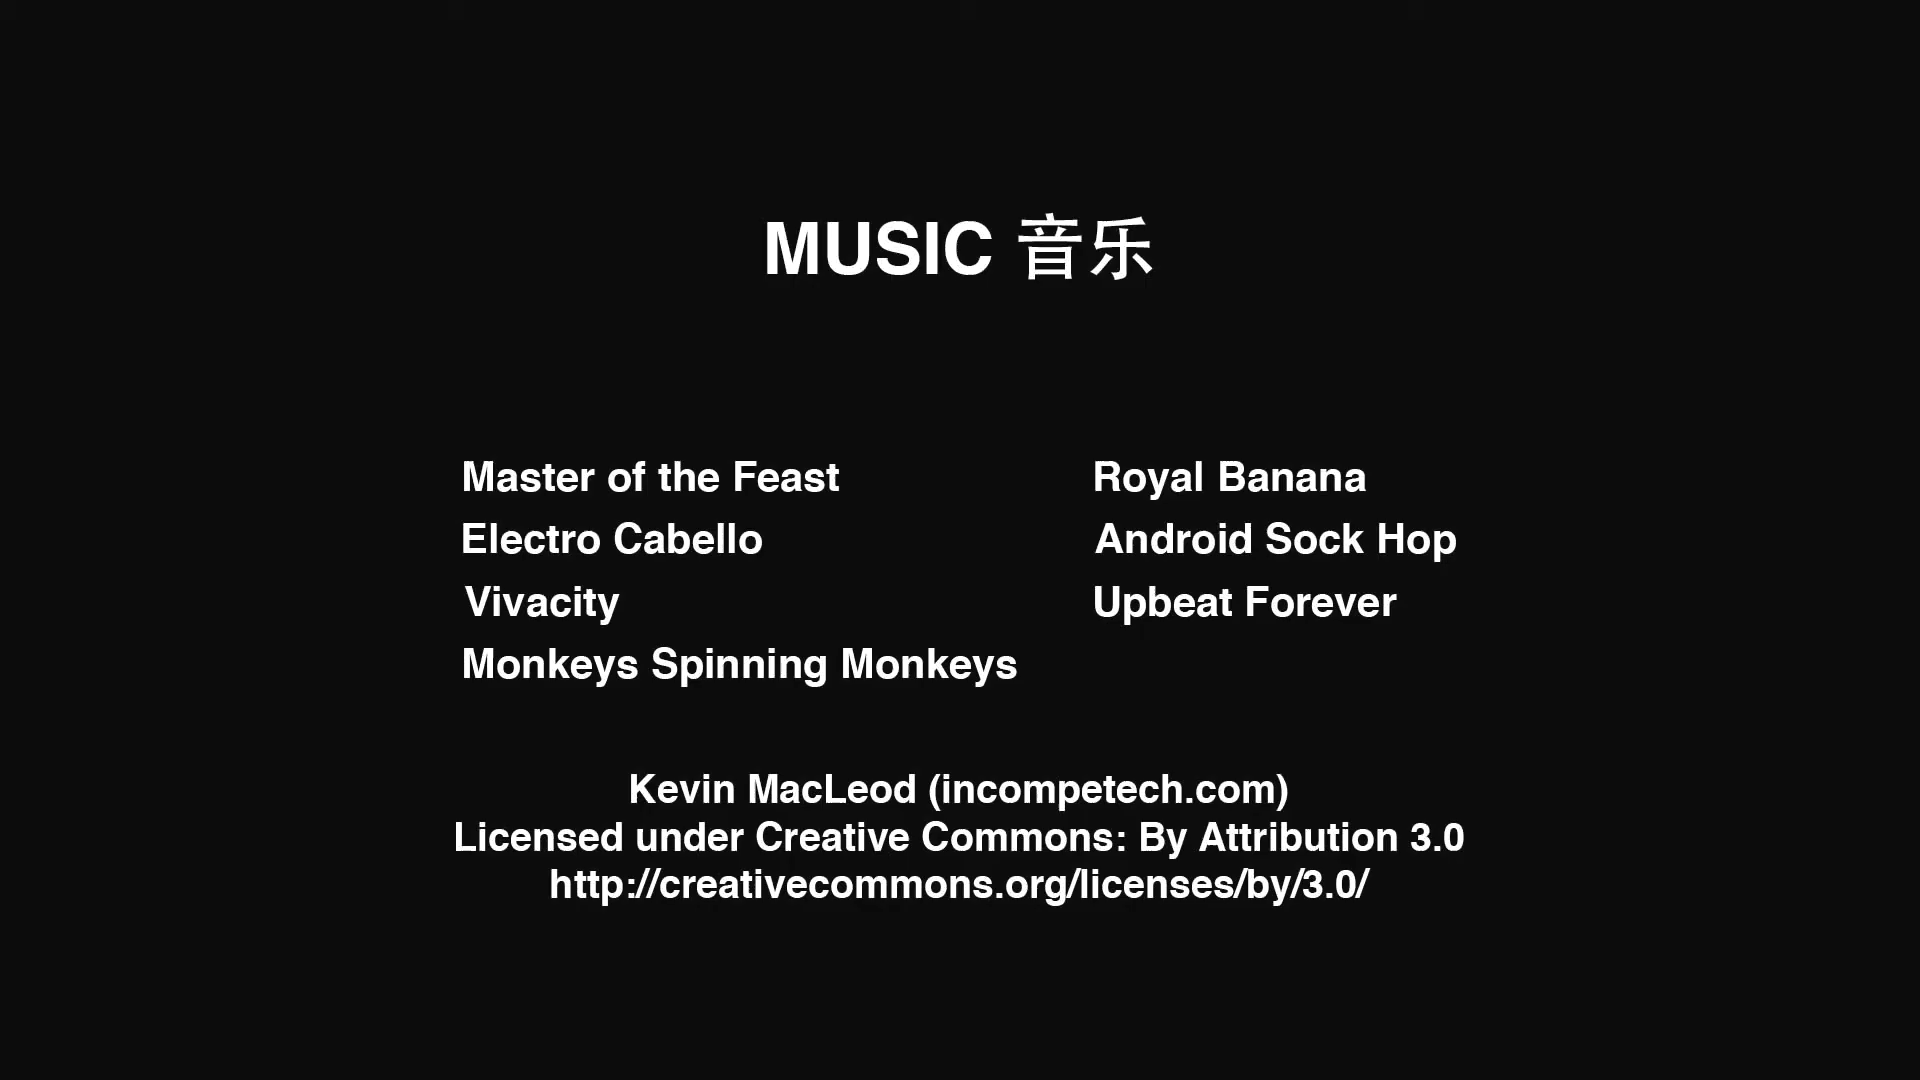 MUSIC 音乐
Master of the Feast
Electro Cabello
Vivacity
Monkeys Spinning Monkeys
Royal Banana
Android Sock Hop
Upbeat Forever
Kevin MacLeod (incompetech.com)
Licensed under Creative Commons: By Attribution 3.0
http://creativecommons.org/licenses/by/3.0/